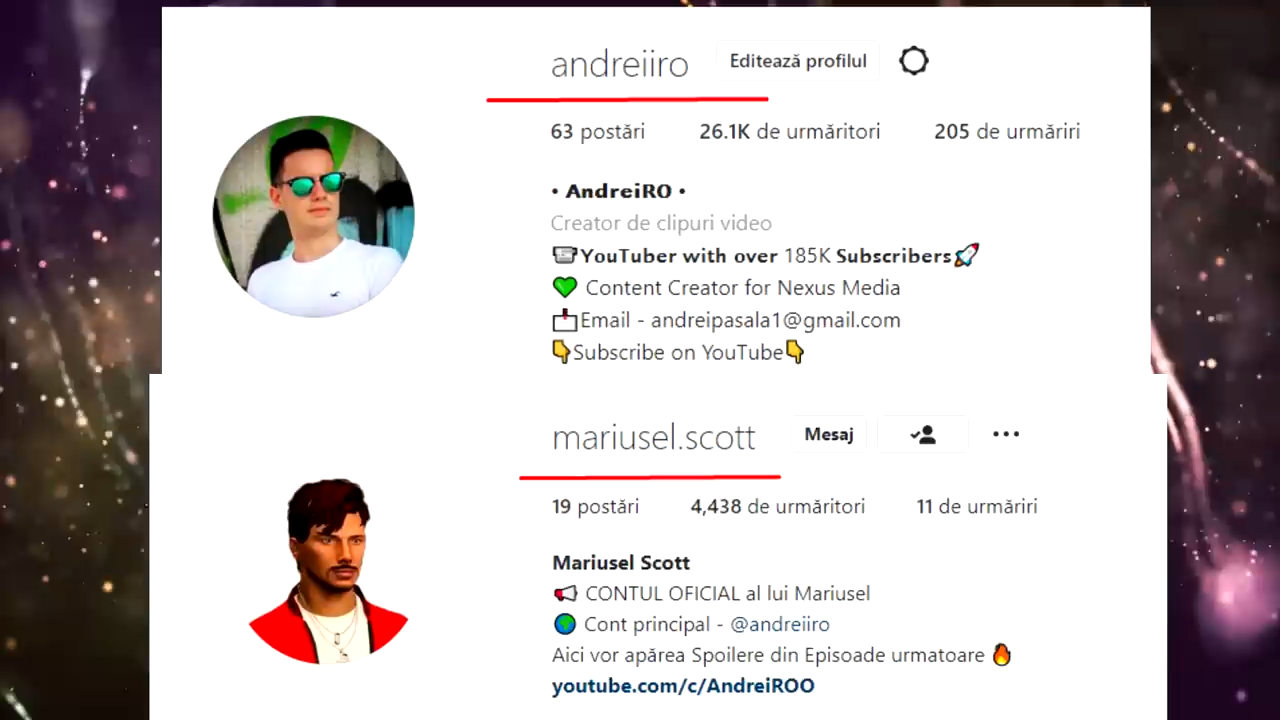 andreiiro Editează profilul
63 postări 26.1K de urmăritori 205 de urmăriri
• AndreiRO •
Creator de clipuri video
YouTuber with over 185K Subscribers🚀
💚 Content Creator for Nexus Media
📩Email - andreipasala1@gmail.com
👇Subscribe on YouTube👇
mariusel.scott Mesaj
19 postări 4,438 de urmăritori 11 de urmăriri
Mariusel Scott
📢 CONTUL OFICIAL al lui Mariusel
🌍 Cont principal - @andreiiro
Aici vor apărea Spoilere din Episoade urmatoare 🔥
youtube.com/c/AndreiROO